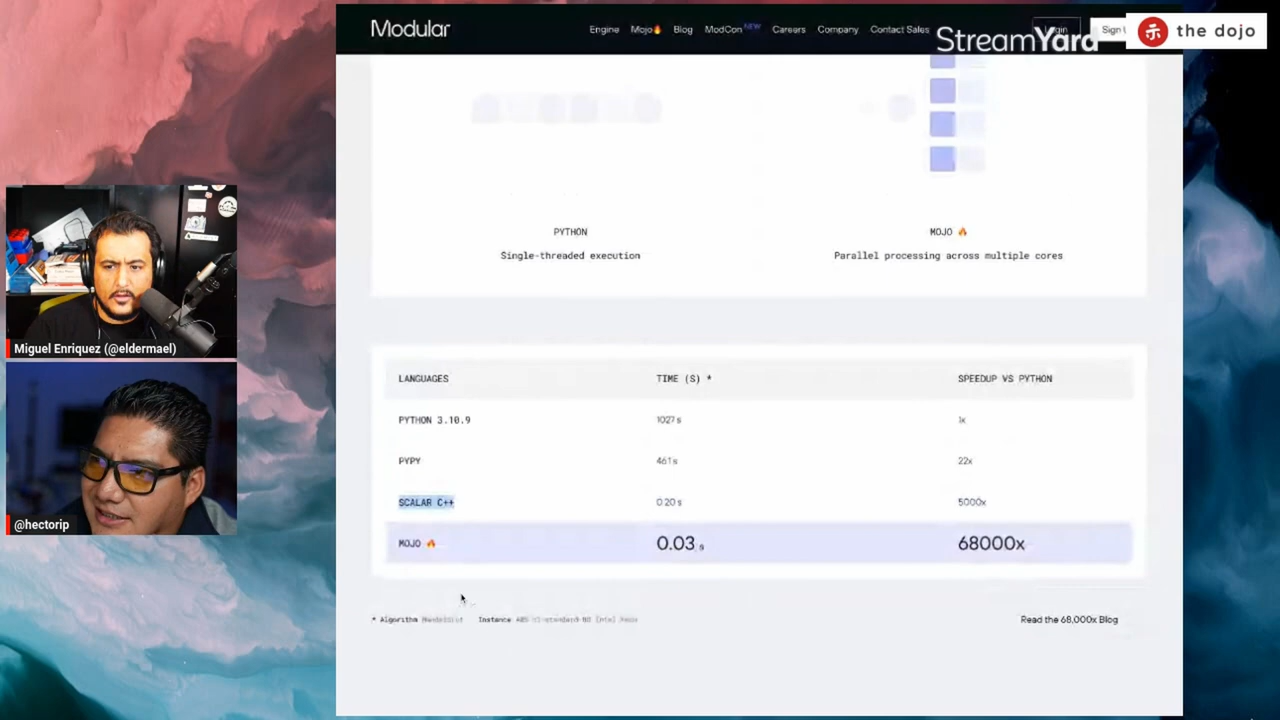 Modular
Engine Mojo🔥 Blog ModCon NEW Careers Company Contact Sales
StreamYard
the dojo
PYTHON
Single-threaded execution
MOJO 🔥
Parallel processing across multiple cores
LANGUAGES TIME (S) * SPEEDUP VS PYTHON
PYTHON 3.10.9 1027 s 1x
PYPY 46.1s 22x
SCALAR C++ 0.20 s 5000x
MOJO 🔥 0.03 s 68000x
* Algorithm Mandelbrot Instance
Read the 68,000x Blog
Miguel Enriquez (@eldermael)
@hectorip